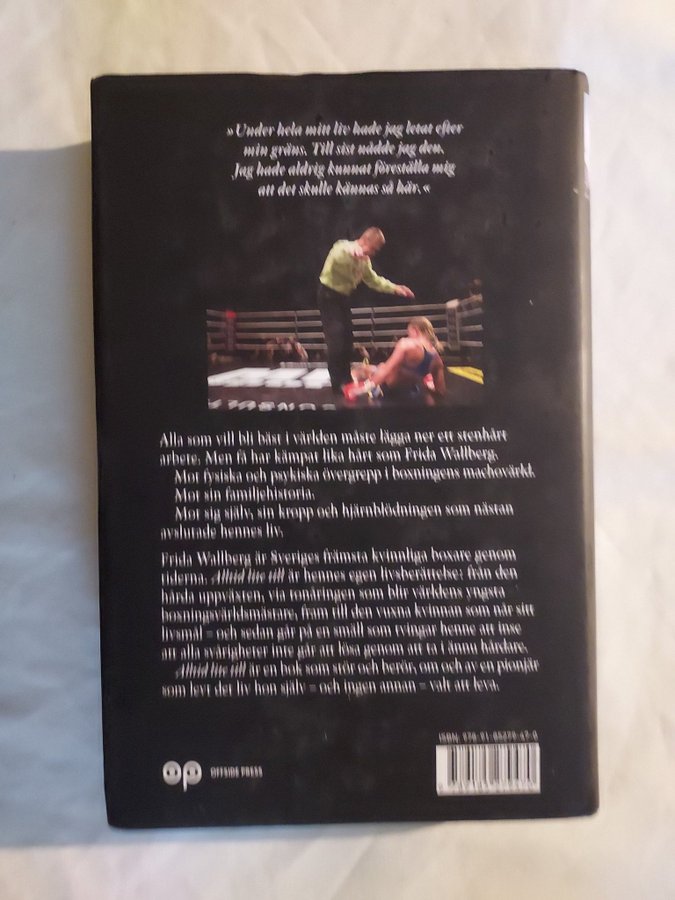 »Under hela mitt liv hade jag letat efter
min gräns. Till sist nådde jag den.
Jag hade aldrig kunnat föreställa mig
att det skulle kännas så här.«
Alla som vill bli bäst i världen måste lägga ner ett stenhårt
arbete. Men få har kämpat lika hårt som Frida Wallberg.
Mot fysiska och psykiska övergrepp i boxningens machovärld.
Mot sin familjehistoria.
Mot sig själv, sin kropp och hjärnblödningen som nästan
avslutade hennes liv.
Frida Wallberg är Sveriges främsta kvinnliga boxare genom
tiderna. Alltid lite till är hennes egen livsberättelse: från den
hårda uppväxten, via tonåringen som blir världens yngsta
boxningsvärldsmästare, fram till den vuxna kvinnan som når sitt
livsmål – och sedan går på en smäll som tvingar henne att inse
att alla svårigheter inte går att lösa genom att ta i ännu hårdare.
Alltid lite till är en bok som stör och berör, om och av en pionjär
som levt det liv hon själv – och ingen annan – valt att leva.
ISBN: 978-91-85279-47-0
op OFFSIDE PRESS